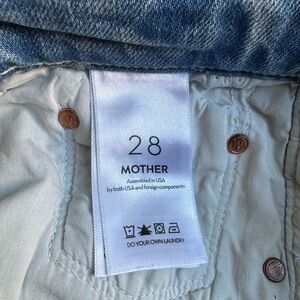 28
MOTHER
Assembled in USA
by both USA and foreign components
DO YOUR OWN LAUNDRY